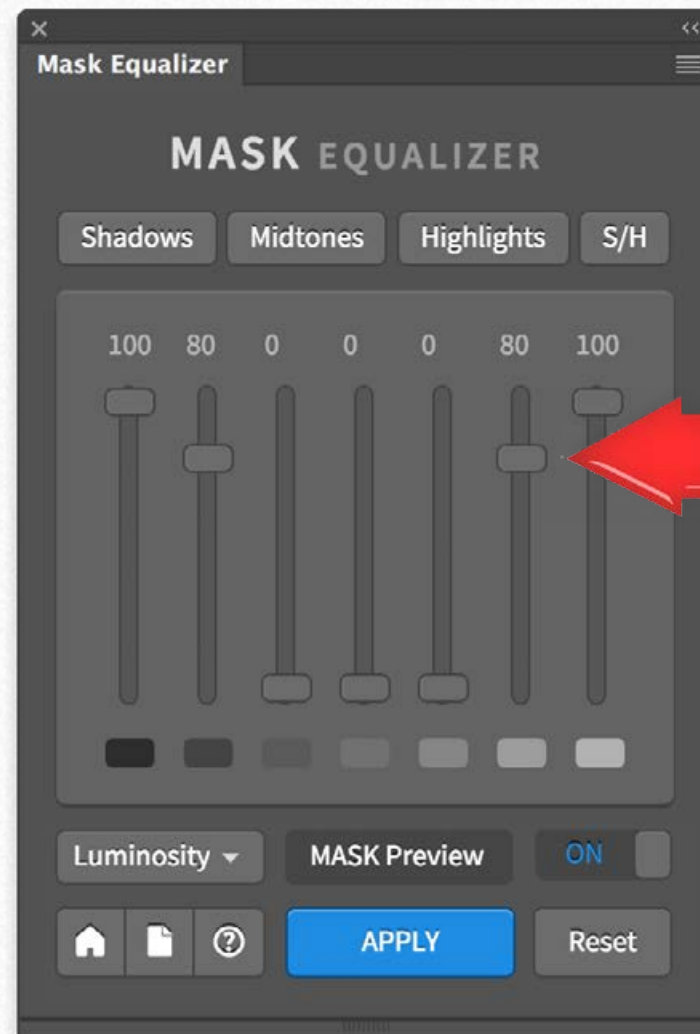 Mask Equalizer
MASK EQUALIZER
Shadows Midtones Highlights S/H
100 80 0 0 0 80 100
Luminosity MASK Preview ON
APPLY Reset